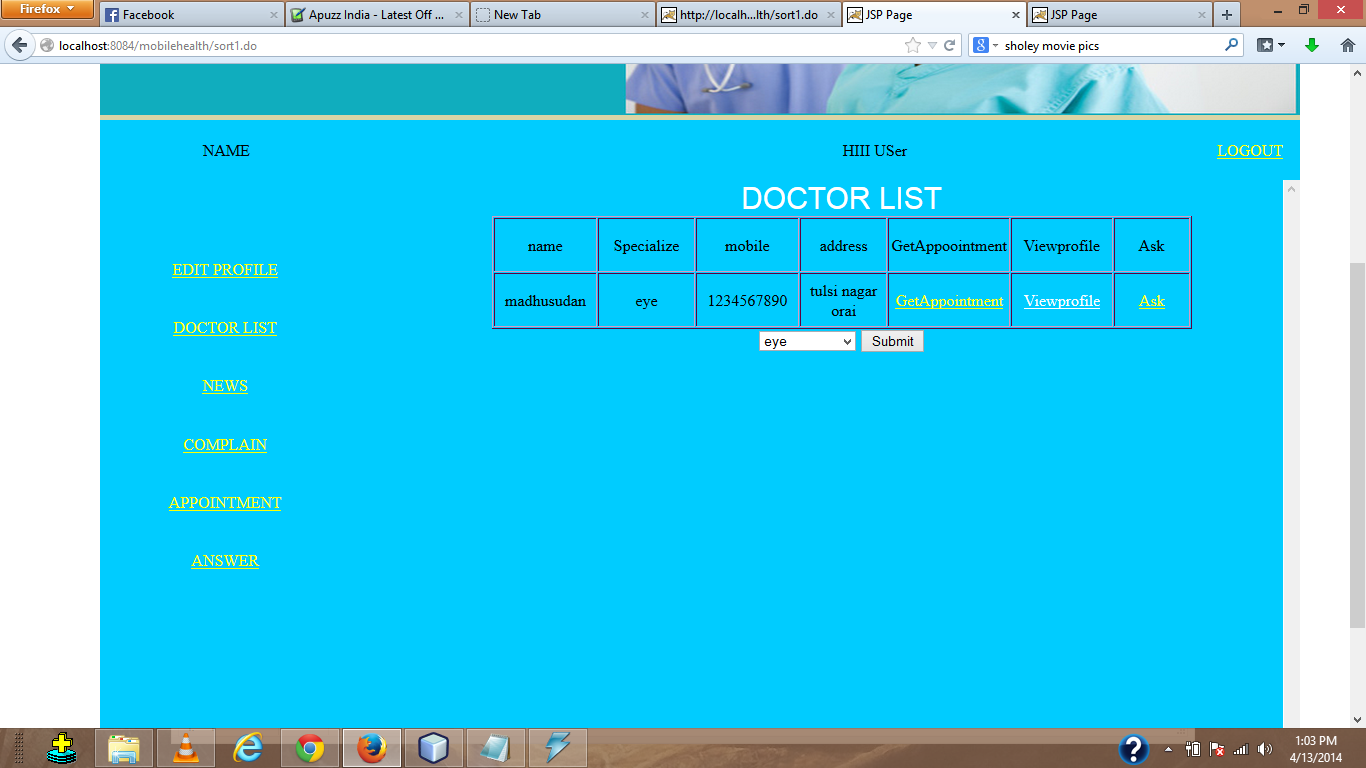 Firefox
Facebook
Apuzz India - Latest Off ...
New Tab
http://localh...lth/sort1.do
JSP Page
JSP Page
localhost:8084/mobilehealth/sort1.do
sholey movie pics
NAME
HIII USer
LOGOUT
DOCTOR LIST
name Specialize mobile address GetAppoointment Viewprofile Ask
madhusudan eye 1234567890 tulsi nagar orai GetAppointment Viewprofile Ask
eye Submit
EDIT PROFILE
DOCTOR LIST
NEWS
COMPLAIN
APPOINTMENT
ANSWER
1:03 PM
4/13/2014